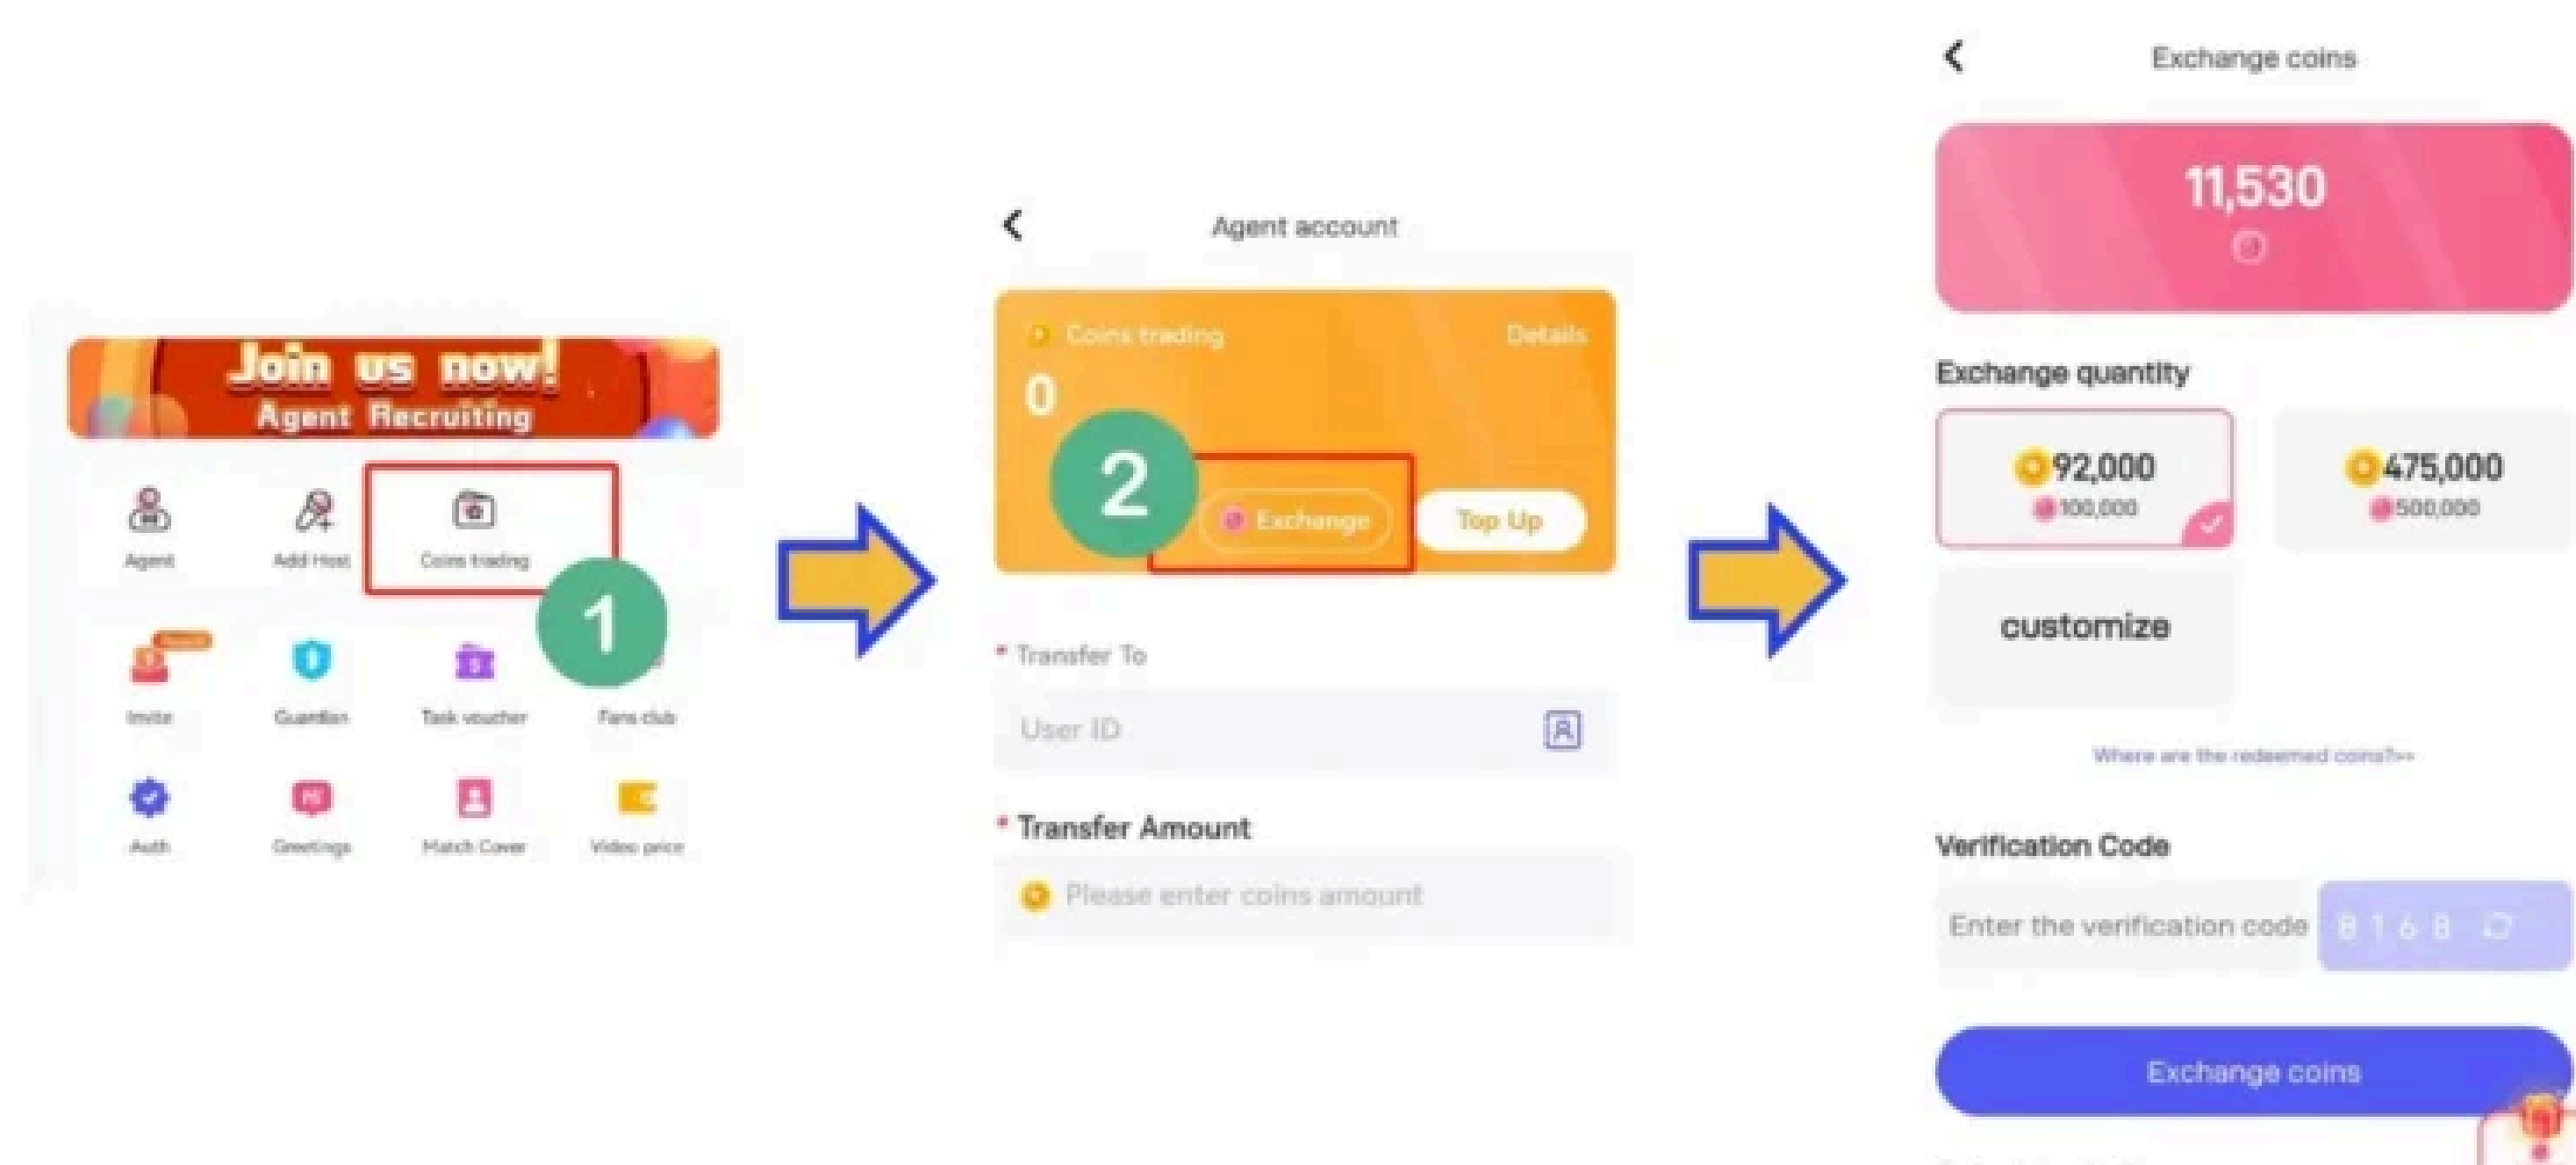 Join us now!
Agent Recruiting
Agent
Add Host
Coins trading
1
Invite
Guardian
Task voucher
Fans club
Auth
Greetings
Match Cover
Video price
Agent account
Coins trading
Details
0
2
Exchange
Top Up
* Transfer To
User ID
* Transfer Amount
Please enter coins amount
Exchange coins
11,530
Exchange quantity
92,000
100,000
475,000
500,000
customize
Where are the redeemed coins?>>
Verification Code
Enter the verification code
8168
Exchange coins